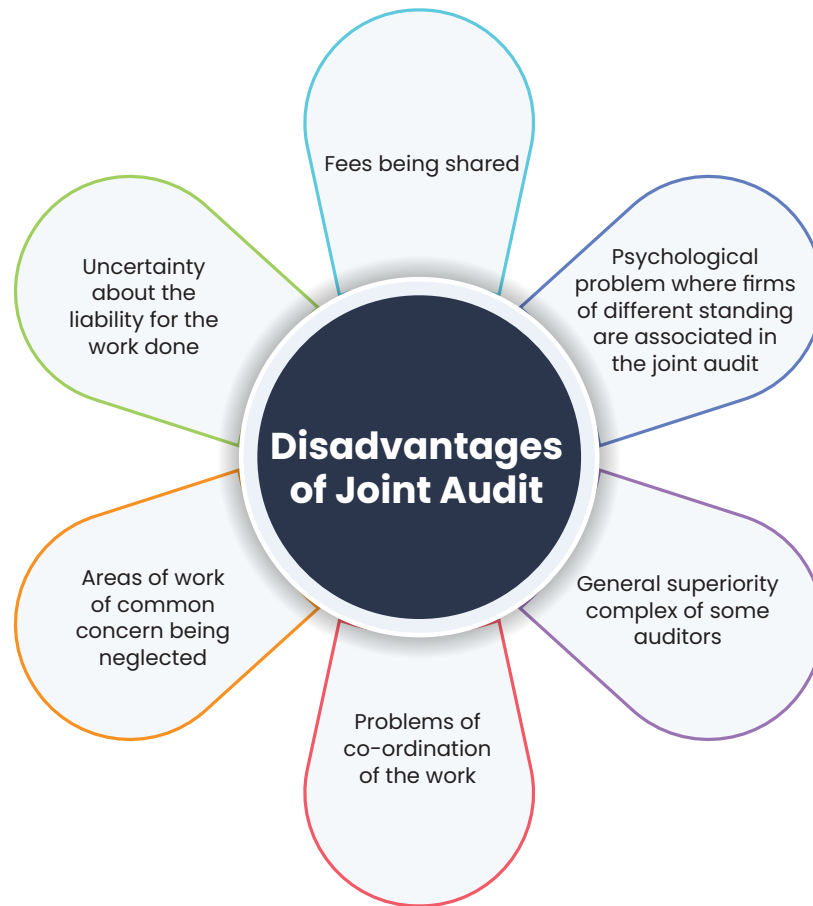 Fees being shared
Psychological
problem where firms
of different standing
are associated in
the joint audit
General superiority
complex of some
auditors
Problems of
co-ordination
of the work
Areas of work
of common
concern being
neglected
Uncertainty
about the
liability for the
work done
Disadvantages
of Joint Audit